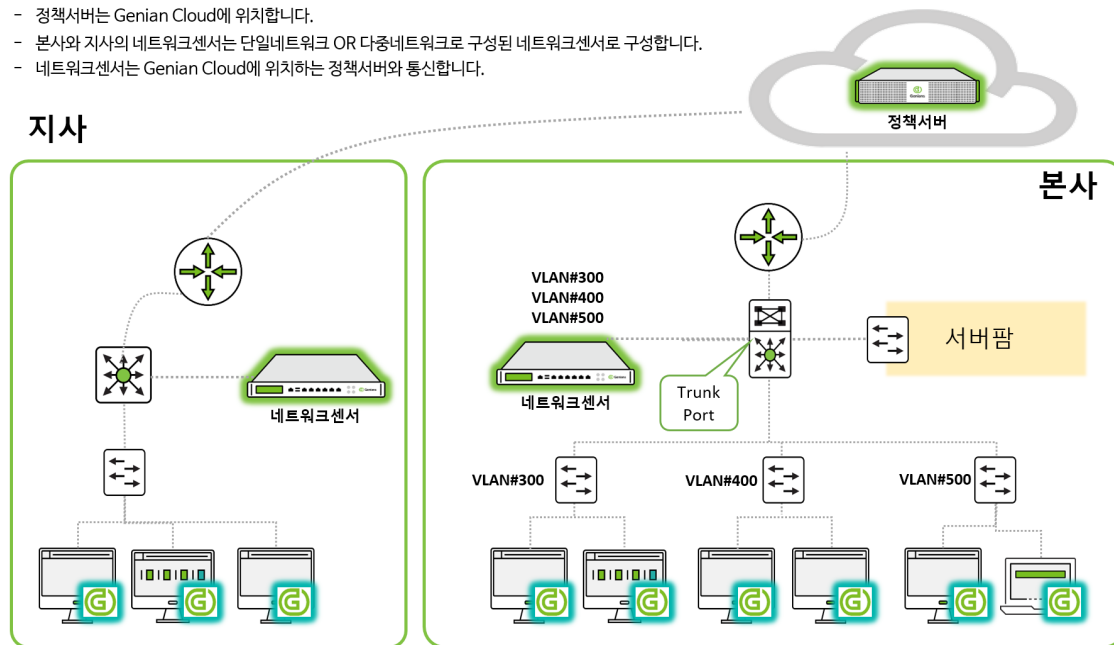 - 정책서버는 Genian Cloud에 위치합니다.
- 본사와 지사의 네트워크센서는 단일네트워크 OR 다중네트워크로 구성된 네트워크센서로 구성합니다.
- 네트워크센서는 Genian Cloud에 위치하는 정책서버와 통신합니다.
정책서버
지사
본사
VLAN#300
VLAN#400
VLAN#500
서버팜
네트워크센서
네트워크센서
Trunk
Port
VLAN#300
VLAN#400
VLAN#500